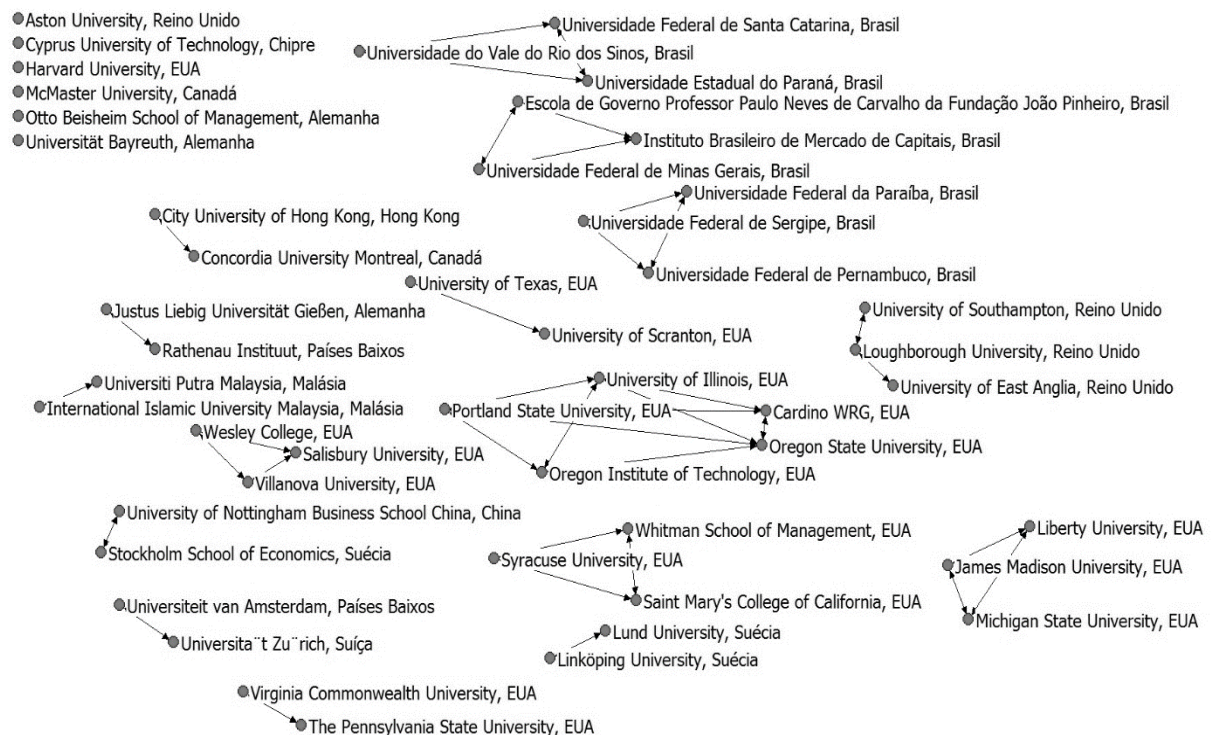 Aston University, Reino Unido
Cyprus University of Technology, Chipre
Harvard University, EUA
McMaster University, Canadá
Otto Beisheim School of Management, Alemanha
Universität Bayreuth, Alemanha
Universidade Federal de Santa Catarina, Brasil
Universidade do Vale do Rio dos Sinos, Brasil
Universidade Estadual do Paraná, Brasil
Escola de Governo Professor Paulo Neves de Carvalho da Fundação João Pinheiro, Brasil
Instituto Brasileiro de Mercado de Capitais, Brasil
Universidade Federal de Minas Gerais, Brasil
Universidade Federal da Paraíba, Brasil
Universidade Federal de Sergipe, Brasil
Universidade Federal de Pernambuco, Brasil
City University of Hong Kong, Hong Kong
Concordia University Montreal, Canadá
University of Texas, EUA
University of Scranton, EUA
Justus Liebig Universität Gießen, Alemanha
Rathenau Instituut, Países Baixos
University of Southampton, Reino Unido
Loughborough University, Reino Unido
University of East Anglia, Reino Unido
Universiti Putra Malaysia, Malásia
International Islamic University Malaysia, Malásia
University of Illinois, EUA
Portland State University, EUA
Cardino WRG, EUA
Oregon State University, EUA
Oregon Institute of Technology, EUA
Wesley College, EUA
Salisbury University, EUA
Villanova University, EUA
University of Nottingham Business School China, China
Stockholm School of Economics, Suécia
Whitman School of Management, EUA
Syracuse University, EUA
Saint Mary's College of California, EUA
Liberty University, EUA
James Madison University, EUA
Michigan State University, EUA
Universiteit van Amsterdam, Países Baixos
Universita¨t Zu¨rich, Suíça
Lund University, Suécia
Linköping University, Suécia
Virginia Commonwealth University, EUA
The Pennsylvania State University, EUA